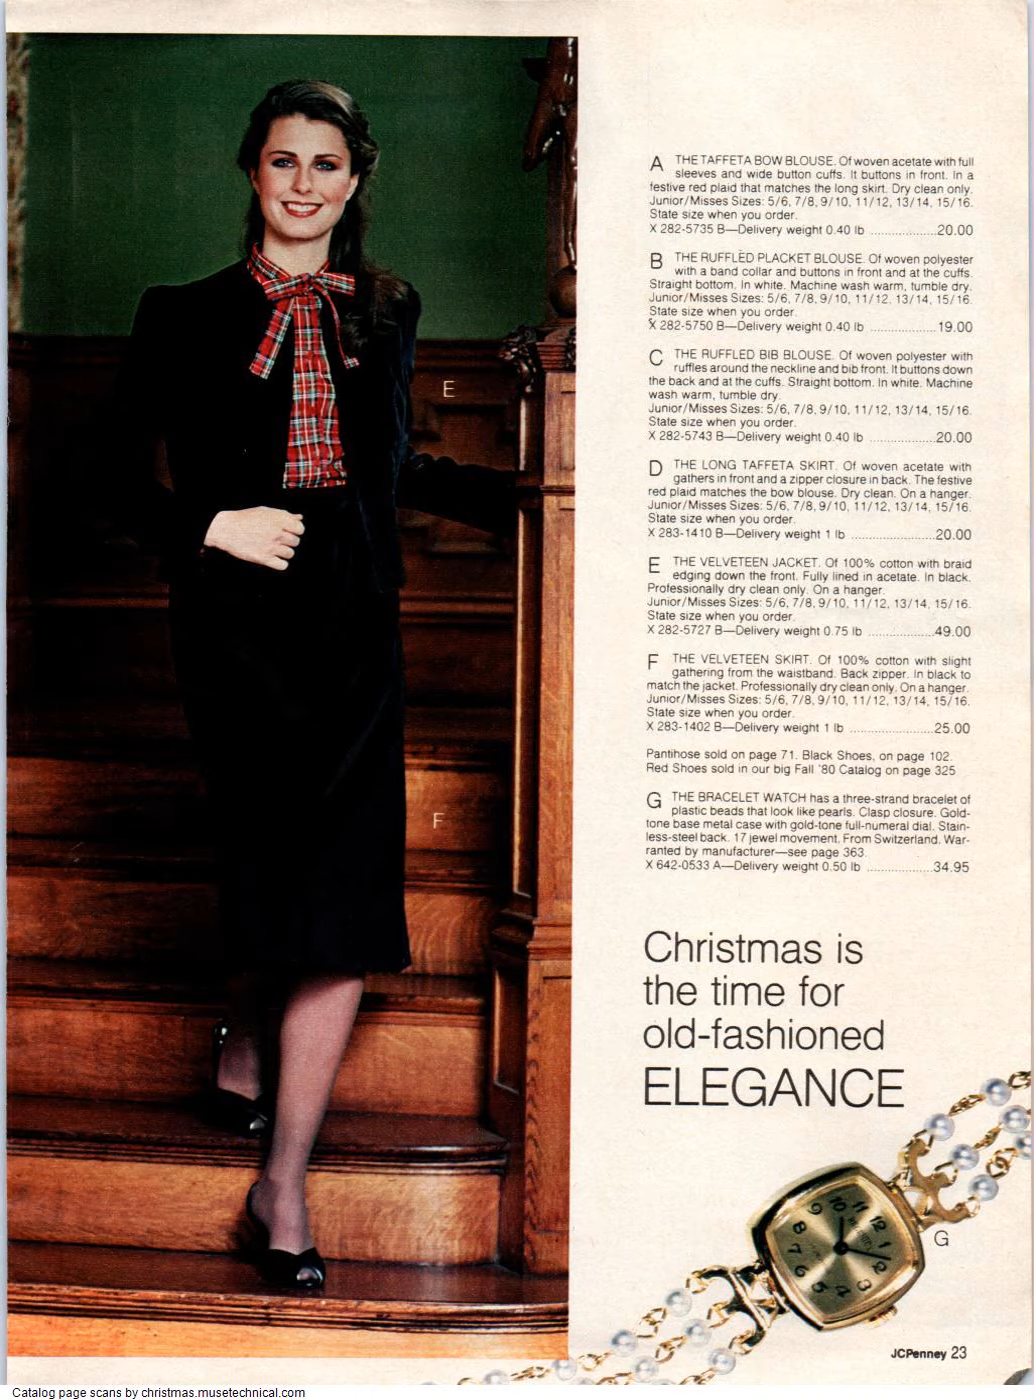 A THE TAFFETA BOW BLOUSE. Of woven acetate with full
sleeves and wide button cuffs. It buttons in front. In a
festive red plaid that matches the long skirt. Dry clean only.
Junior/Misses Sizes: 5/6, 7/8, 9/10, 11/12, 13/14, 15/16.
State size when you order.
X 282-5735 B—Delivery weight 0.40 lb ..................20.00
B THE RUFFLED PLACKET BLOUSE. Of woven polyester
with a band collar and buttons in front and at the cuffs.
Straight bottom. In white. Machine wash warm, tumble dry.
Junior/Misses Sizes: 5/6, 7/8, 9/10, 11/12, 13/14, 15/16.
State size when you order.
X 282-5750 B—Delivery weight 0.40 lb ..................19.00
C THE RUFFLED BIB BLOUSE. Of woven polyester with
ruffles around the neckline and bib front. It buttons down
the back and at the cuffs. Straight bottom. In white. Machine
wash warm, tumble dry.
Junior/Misses Sizes: 5/6, 7/8, 9/10, 11/12, 13/14, 15/16.
State size when you order.
X 282-5743 B—Delivery weight 0.40 lb ..................20.00
D THE LONG TAFFETA SKIRT. Of woven acetate with
gathers in front and a zipper closure in back. The festive
red plaid matches the bow blouse. Dry clean. On a hanger.
Junior/Misses Sizes: 5/6, 7/8, 9/10, 11/12, 13/14, 15/16.
State size when you order.
X 283-1410 B—Delivery weight 1 lb .......................20.00
E THE VELVETEEN JACKET. Of 100% cotton with braid
edging down the front. Fully lined in acetate. In black.
Professionally dry clean only. On a hanger.
Junior/Misses Sizes: 5/6, 7/8, 9/10, 11/12, 13/14, 15/16.
State size when you order.
X 282-5727 B—Delivery weight 0.75 lb ..................49.00
F THE VELVETEEN SKIRT. Of 100% cotton with slight
gathering from the waistband. Back zipper. In black to
match the jacket. Professionally dry clean only. On a hanger.
Junior/Misses Sizes: 5/6, 7/8, 9/10, 11/12, 13/14, 15/16.
State size when you order.
X 283-1402 B—Delivery weight 1 lb .......................25.00
Pantihose sold on page 71. Black Shoes, on page 102.
Red Shoes sold in our big Fall '80 Catalog on page 325
G THE BRACELET WATCH has a three-strand bracelet of
plastic beads that look like pearls. Clasp closure. Gold-
tone base metal case with gold-tone full-numeral dial. Stain-
less-steel back. 17 jewel movement. From Switzerland. War-
ranted by manufacturer—see page 363.
X 642-0533 A—Delivery weight 0.50 lb ..................34.95
E
F
Christmas is
the time for
old-fashioned
ELEGANCE
10 11 12 1 2 3 4 5 6 7 8 9
G
JCPenney 23
Catalog page scans by christmas.musetechnical.com